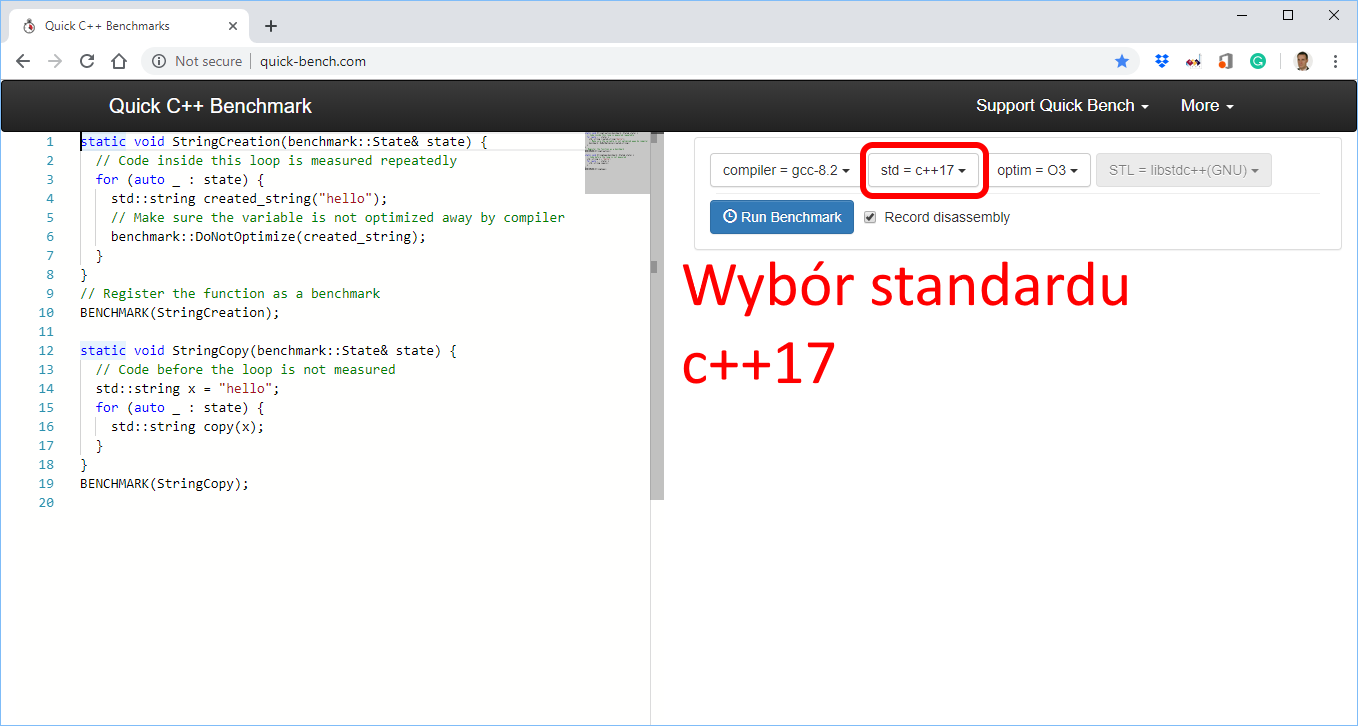 Quick C++ Benchmarks
Not secure quick-bench.com
Quick C++ Benchmark Support Quick Bench More
1 static void StringCreation(benchmark::State& state) {
2 // Code inside this loop is measured repeatedly
3 for (auto _ : state) {
4 std::string created_string("hello");
5 // Make sure the variable is not optimized away by compiler
6 benchmark::DoNotOptimize(created_string);
7 }
8 }
9 // Register the function as a benchmark
10 BENCHMARK(StringCreation);
11
12 static void StringCopy(benchmark::State& state) {
13 // Code before the loop is not measured
14 std::string x = "hello";
15 for (auto _ : state) {
16 std::string copy(x);
17 }
18 }
19 BENCHMARK(StringCopy);
20
compiler = gcc-8.2 std = c++17 optim = O3 STL = libstdc++(GNU)
Run Benchmark Record disassembly
Wybór standardu
c++17